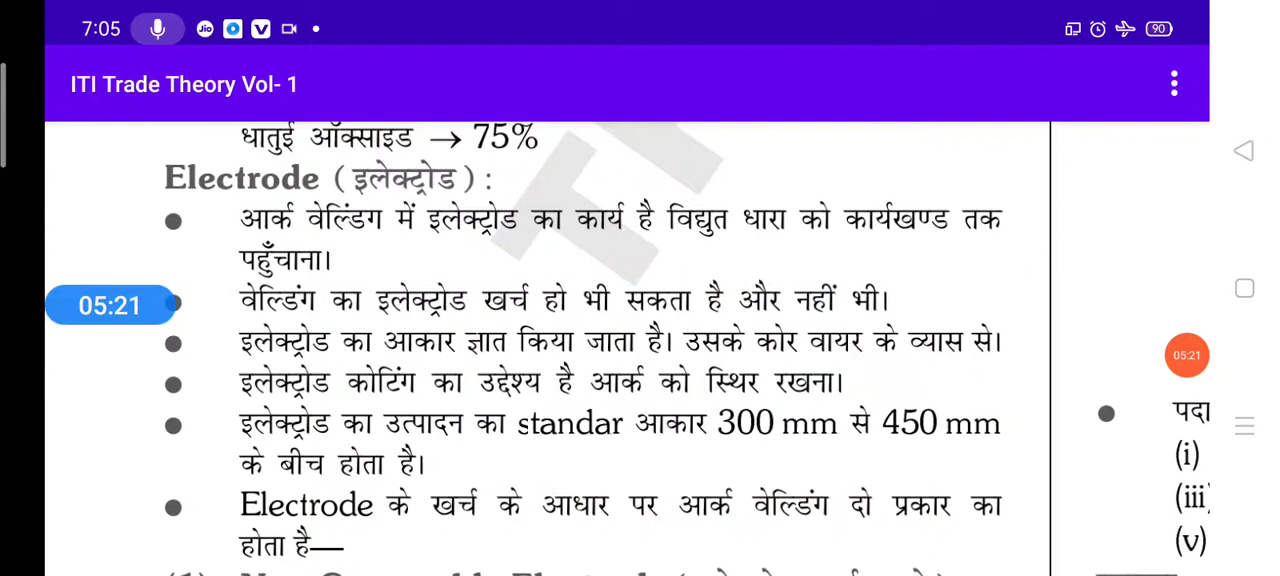 7:05
90
ITI Trade Theory Vol- 1
धातुई ऑक्साइड → 75%
Electrode (इलेक्ट्रोड) :
● आर्क वेल्डिंग में इलेक्ट्रोड का कार्य है विद्युत धारा को कार्यखण्ड तक
पहुँचाना।
05:21
वेल्डिंग का इलेक्ट्रोड खर्च हो भी सकता है और नहीं भी।
● इलेक्ट्रोड का आकार ज्ञात किया जाता है। उसके कोर वायर के व्यास से।
05:21
● इलेक्ट्रोड कोटिंग का उद्देश्य है आर्क को स्थिर रखना।
● इलेक्ट्रोड का उत्पादन का standar आकार 300 mm से 450 mm
के बीच होता है।
● Electrode के खर्च के आधार पर आर्क वेल्डिंग दो प्रकार का
होता है—
● पदा
(i)
(iii)
(v)